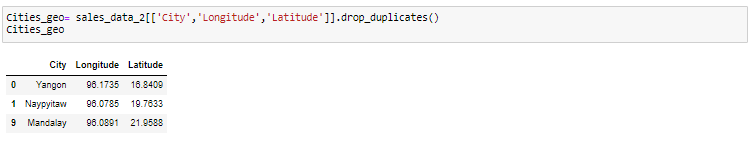 Cities_geo= sales_data_2[['City','Longitude','Latitude']].drop_duplicates()
Cities_geo
City Longitude Latitude
0 Yangon 96.1735 16.8409
1 Naypyitaw 96.0785 19.7633
9 Mandalay 96.0891 21.9588